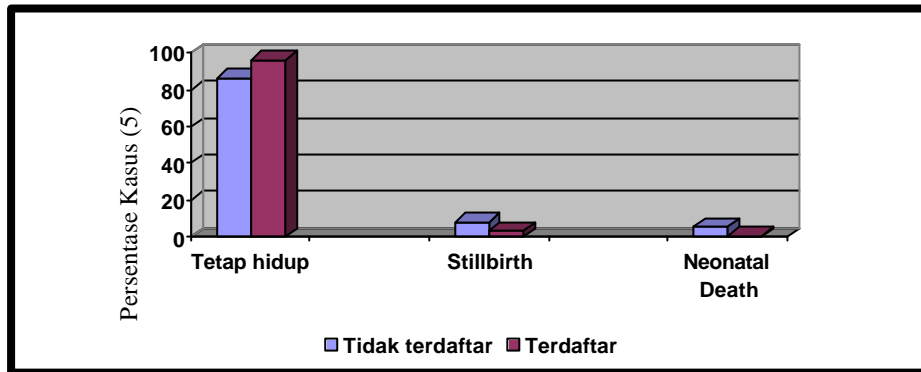 Persentase Kasus (5)
100
80
60
40
20
0
Tetap hidup
Stillbirth
Neonatal
Death
Tidak terdaftar
Terdaftar